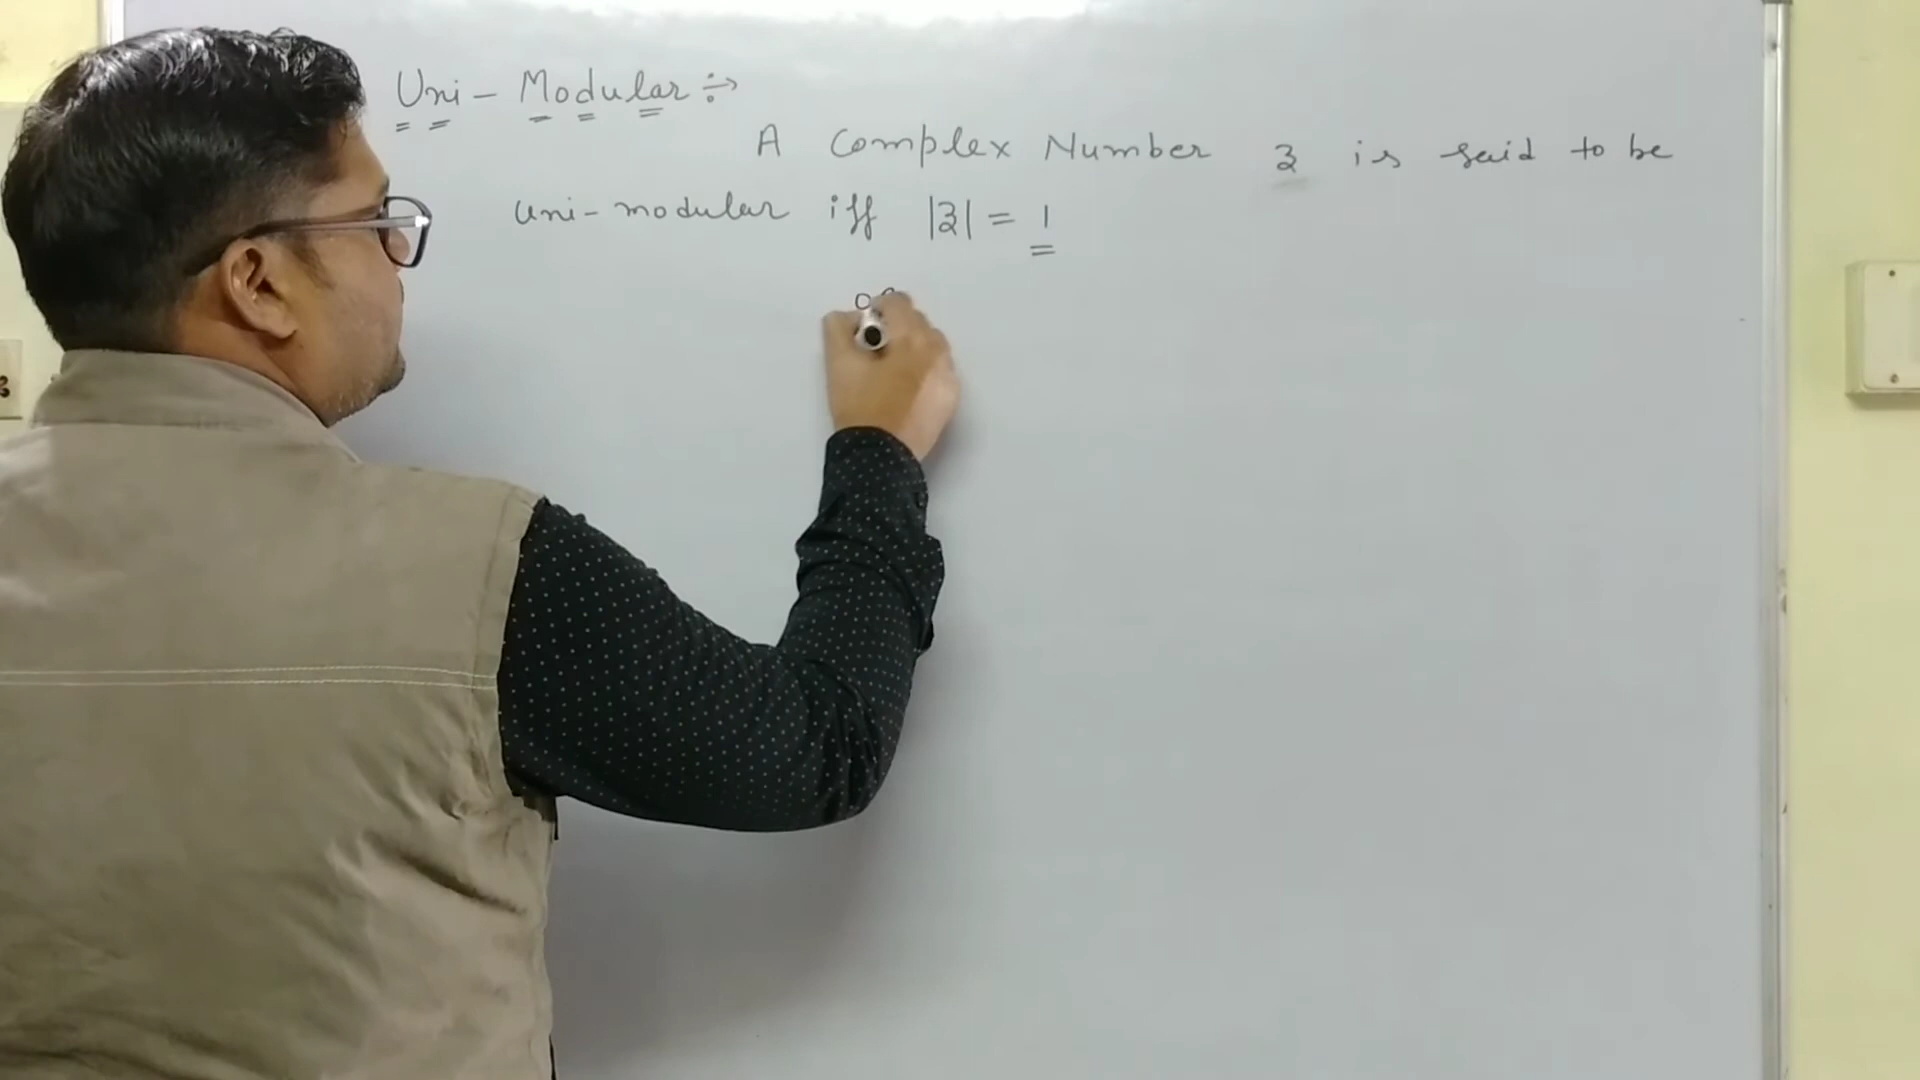 Uni - Modular ÷→
A Complex Number z is said to be
uni-modular iff |z| = 1